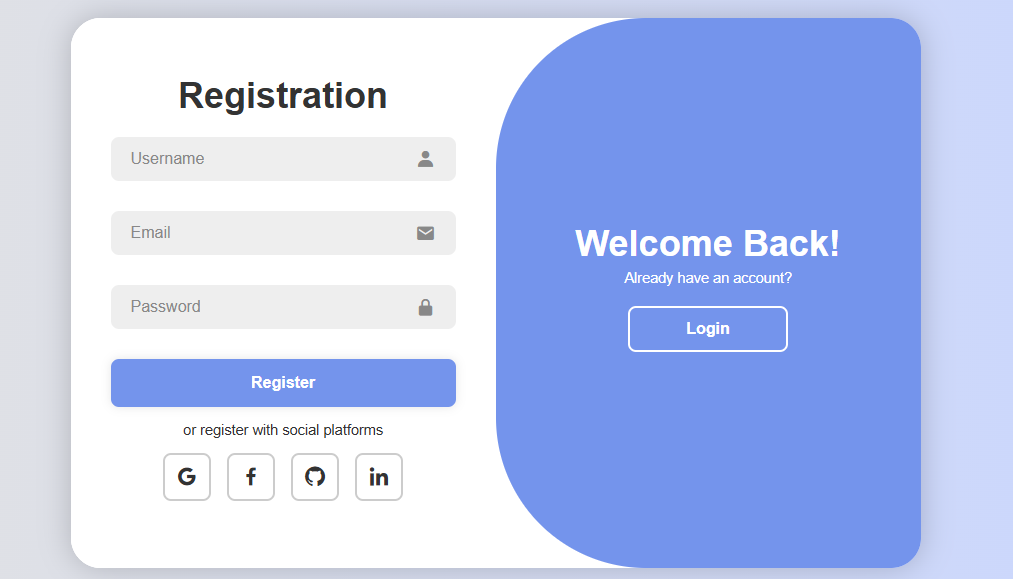 Registration
Username
Email
Password
Register
or register with social platforms
Welcome Back!
Already have an account?
Login